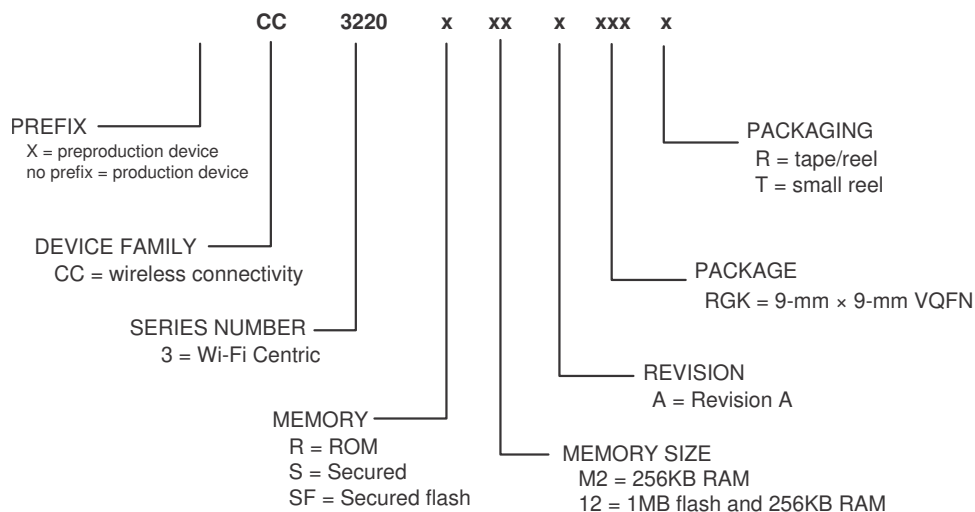 CC 3220 x xx x xxx x
PREFIX
X = preproduction device
no prefix = production device
PACKAGING
R = tape/reel
T = small reel
DEVICE FAMILY
CC = wireless connectivity
PACKAGE
RGK = 9-mm × 9-mm VQFN
SERIES NUMBER
3 = Wi-Fi Centric
REVISION
A = Revision A
MEMORY
R = ROM
S = Secured
SF = Secured flash
MEMORY SIZE
M2 = 256KB RAM
12 = 1MB flash and 256KB RAM